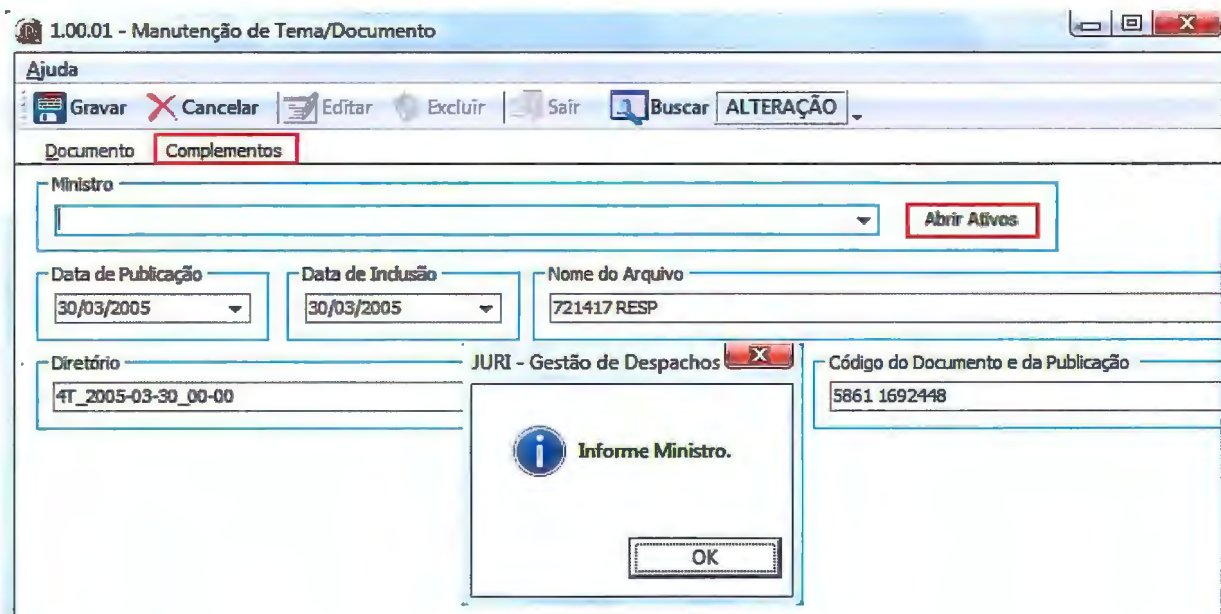 1.00.01 - Manutenção de Tema/Documento
Ajuda
Gravar Cancelar Editar Excluir Sair Buscar ALTERAÇÃO
Documento Complementos
Ministro
Abrir Ativos
Data de Publicação Data de Inclusão Nome do Arquivo
30/03/2005 30/03/2005 721417 RESP
Diretório JURI - Gestão de Despachos Código do Documento e da Publicação
4T_2005-03-30_00-00 5861 1692448
Informe Ministro.
OK